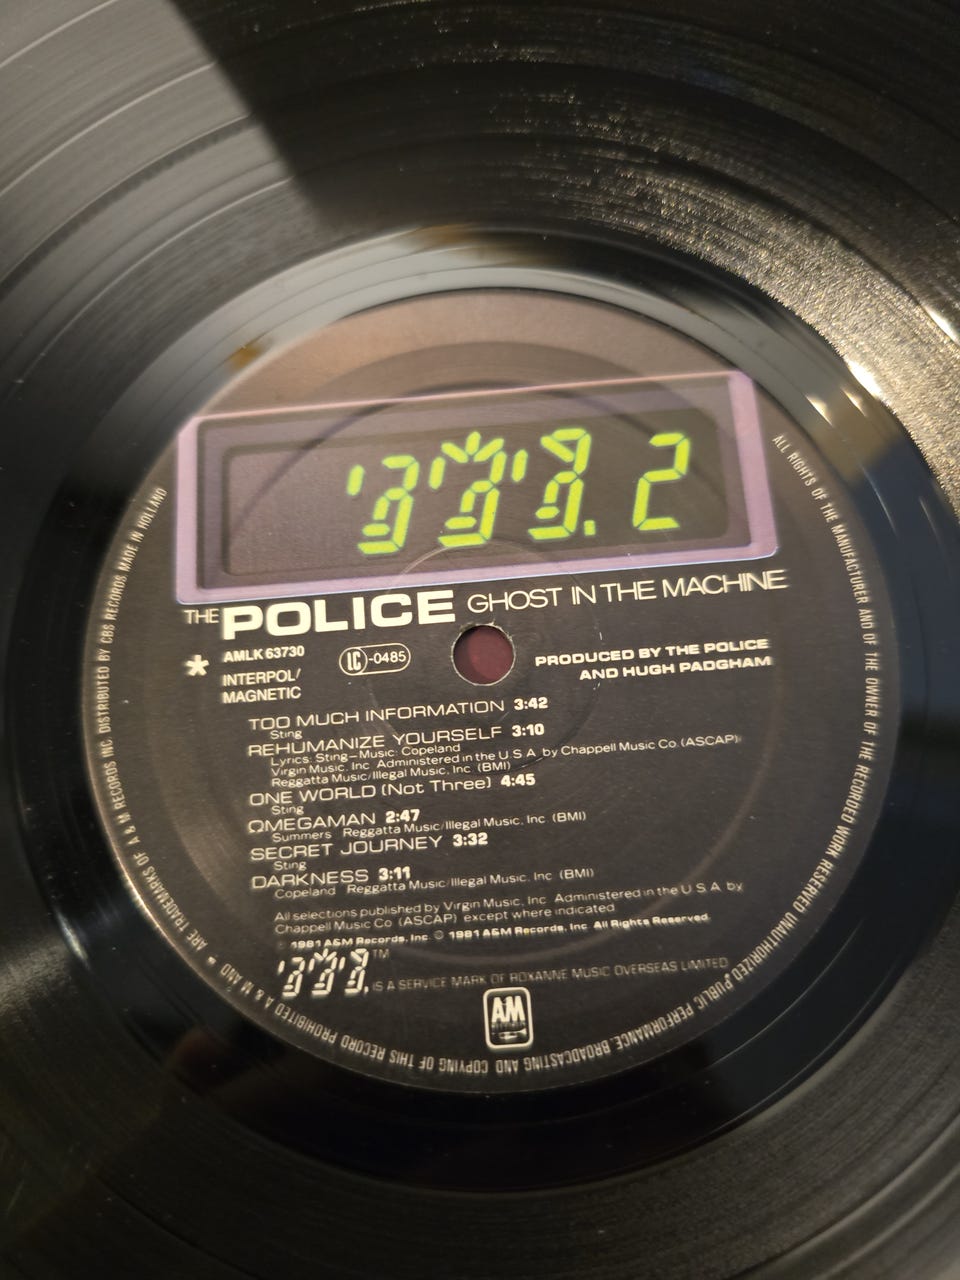 2
THE POLICE GHOST IN THE MACHINE
AMLK 63730
LC-0485
INTERPOL/
MAGNETIC
PRODUCED BY THE POLICE
AND HUGH PADGHAM
TOO MUCH INFORMATION 3:42
Sting
REHUMANIZE YOURSELF 3:10
Lyrics: Sting–Music: Copeland
Virgin Music, Inc. Administered in the U.S.A. by Chappell Music Co. (ASCAP)
Reggatta Music/Illegal Music, Inc. (BMI)
ONE WORLD (Not Three) 4:45
Sting
ΩMEGAMAN 2:47
Summers Reggatta Music/Illegal Music, Inc (BMI)
SECRET JOURNEY 3:32
Sting
DARKNESS 3:11
Copeland Reggatta Music/Illegal Music, Inc (BMI)
All selections published by Virgin Music, Inc Administered in the U.S.A. by
Chappell Music Co (ASCAP) except where indicated
℗ 1981 A&M Records, Inc. © 1981 A&M Records, Inc All Rights Reserved.
TM IS A SERVICE MARK OF ROXANNE MUSIC OVERSEAS LIMITED
A&M
RECORDS
ALL RIGHTS OF THE MANUFACTURER AND OF THE OWNER OF THE RECORDED WORK RESERVED UNAUTHORIZED PUBLIC PERFORMANCE, BROADCASTING AND COPYING OF THIS RECORD PROHIBITED A & M AND ARE TRADEMARKS OF A & M RECORDS INC DISTRIBUTED BY CBS RECORDS MADE IN HOLLAND